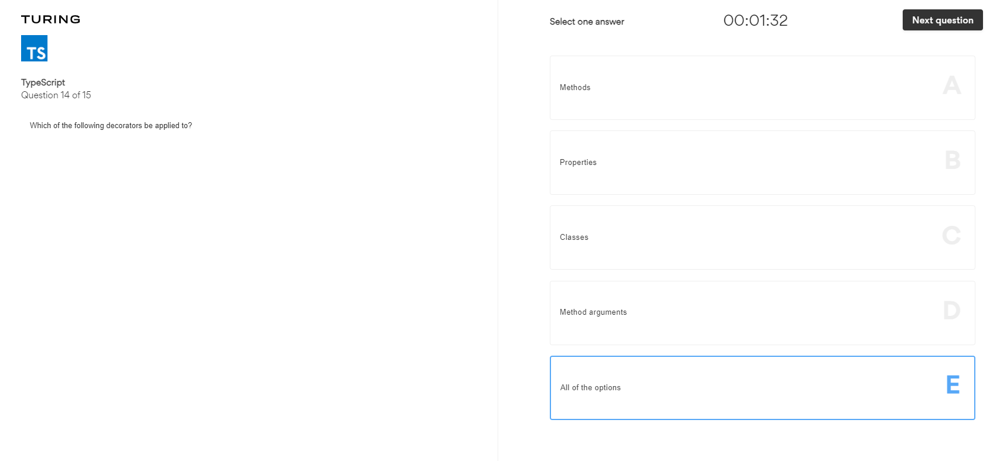 TURING
TS
TypeScript
Question 14 of 15
Which of the following decorators be applied to?
Select one answer
00:01:32
Next question
Methods
A
Properties
B
Classes
C
Method arguments
D
All of the options
E